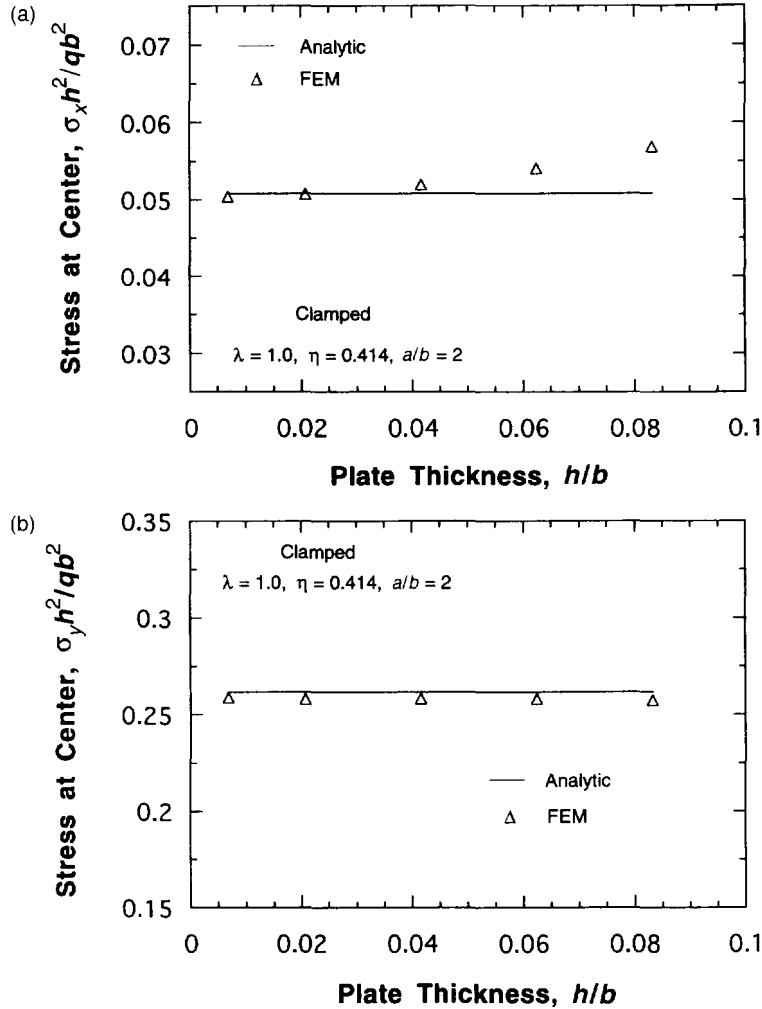 (a)
Stress at Center, σₓh²/qb²
0.07
0.06
0.05
0.04
0.03
Analytic
FEM
Clamped
λ = 1.0, η = 0.414, a/b = 2
0 0.02 0.04 0.06 0.08 0.1
Plate Thickness, h/b
(b)
Stress at Center, σᵧh²/qb²
0.35
0.3
0.25
0.2
0.15
Clamped
λ = 1.0, η = 0.414, a/b = 2
Analytic
FEM
0 0.02 0.04 0.06 0.08 0.1
Plate Thickness, h/b